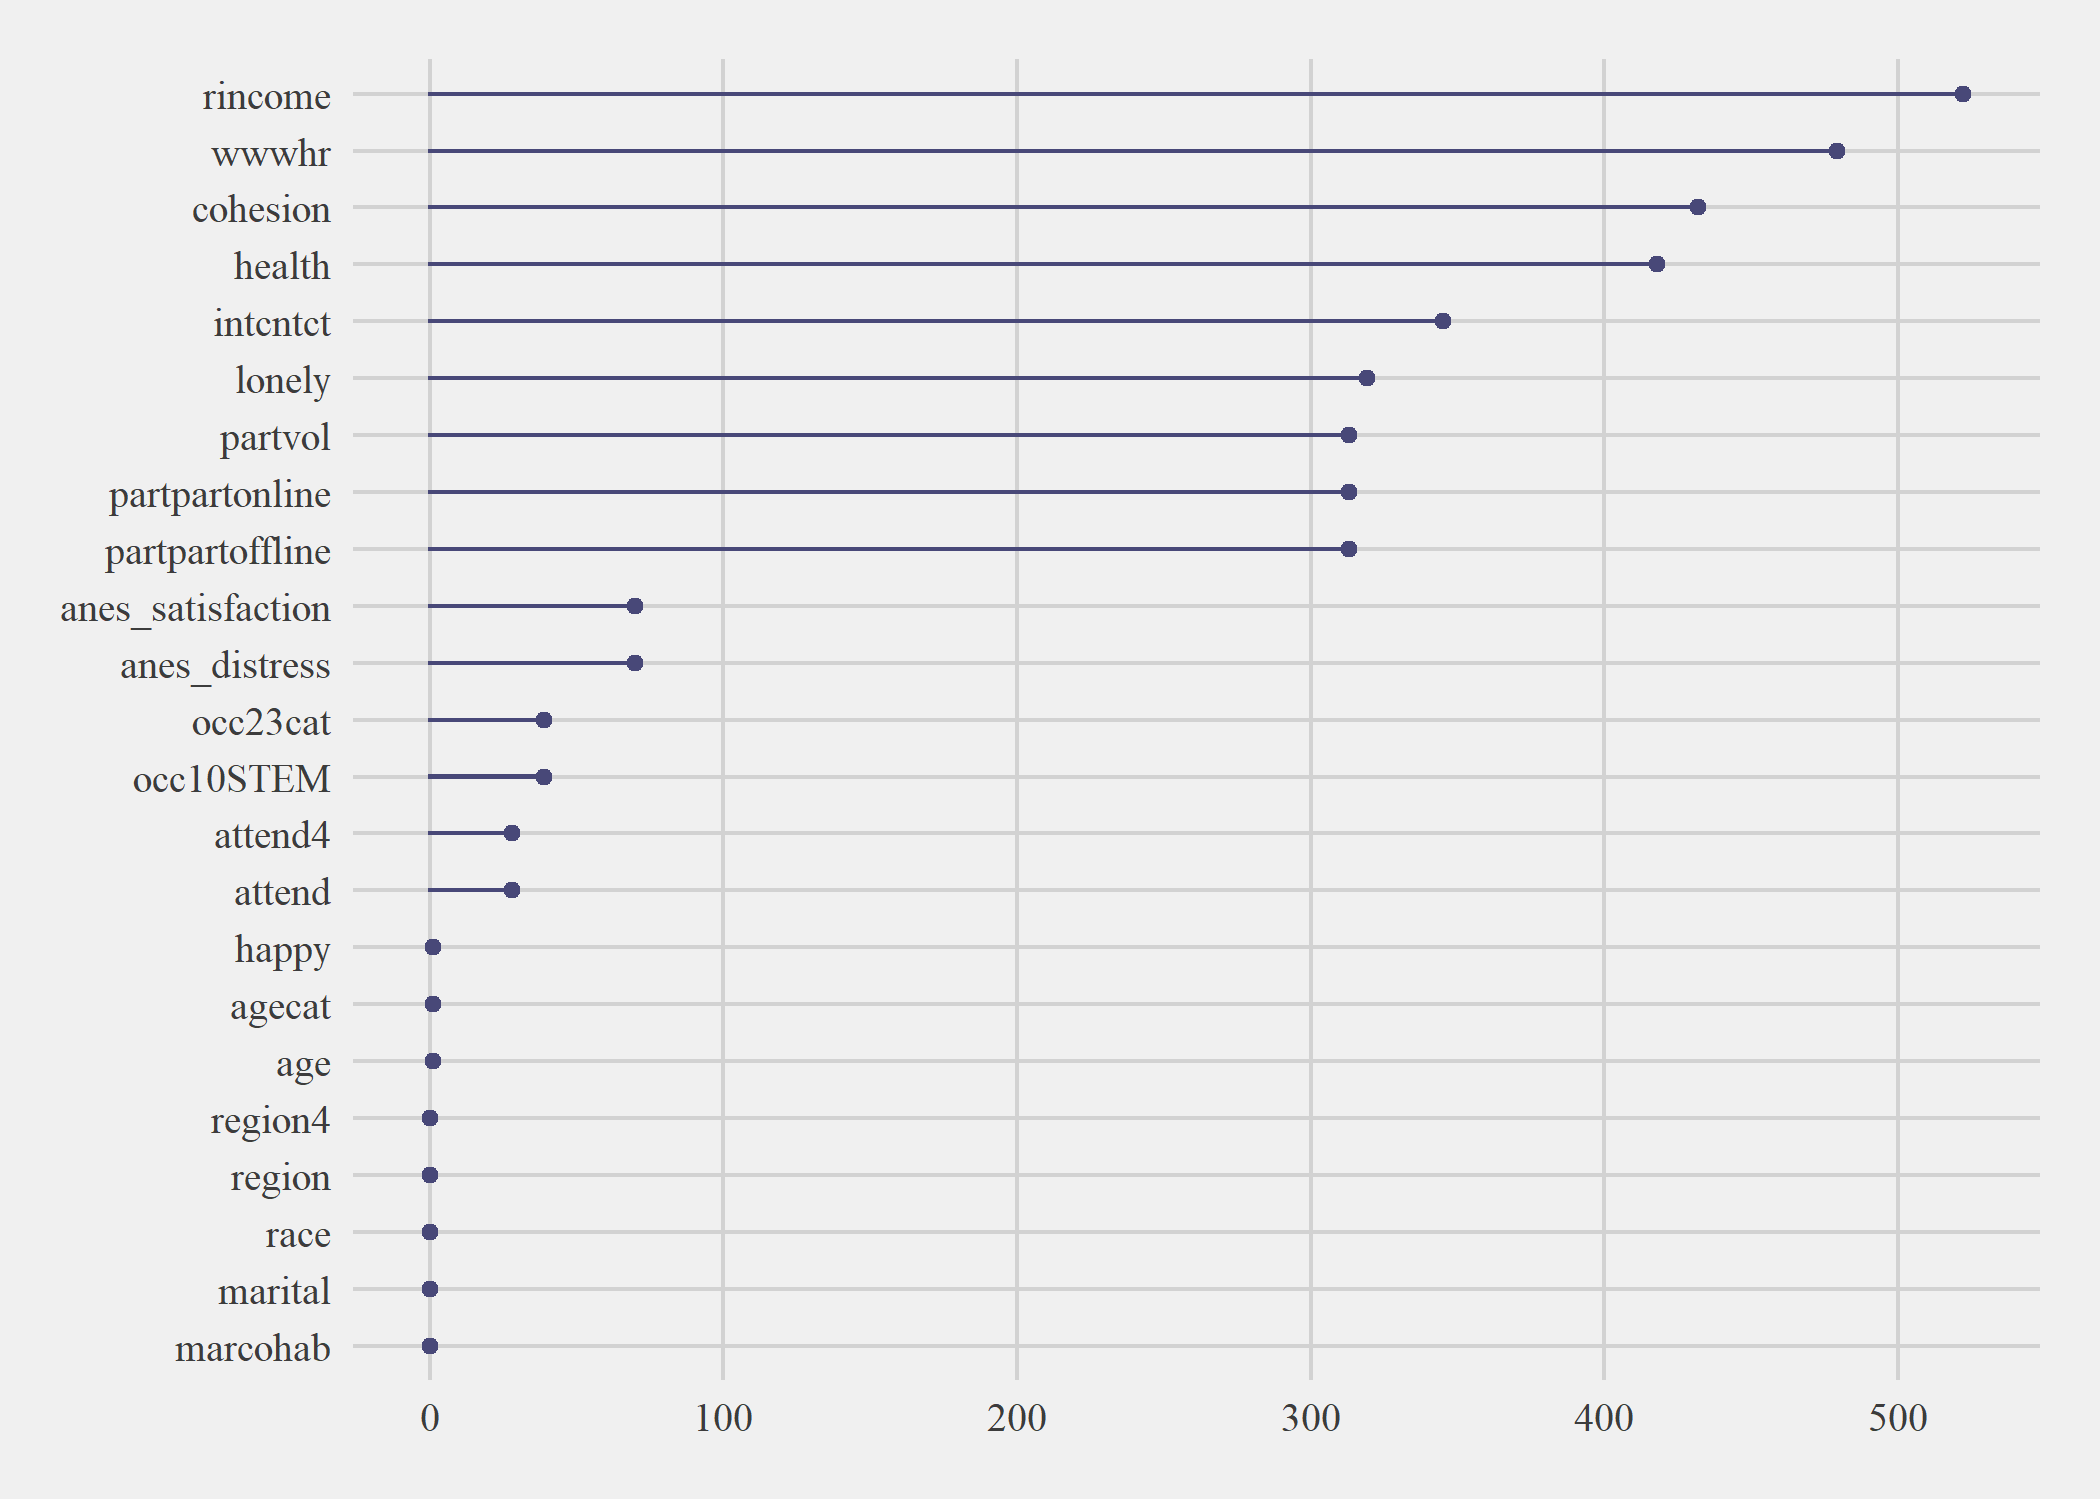 rincome
wwwhr
cohesion
health
intcntct
lonely
partvol
partpartonline
partpartoffline
anes_satisfaction
anes_distress
occ23cat
occ10STEM
attend4
attend
happy
agecat
age
region4
region
race
marital
marcohab
0 100 200 300 400 500